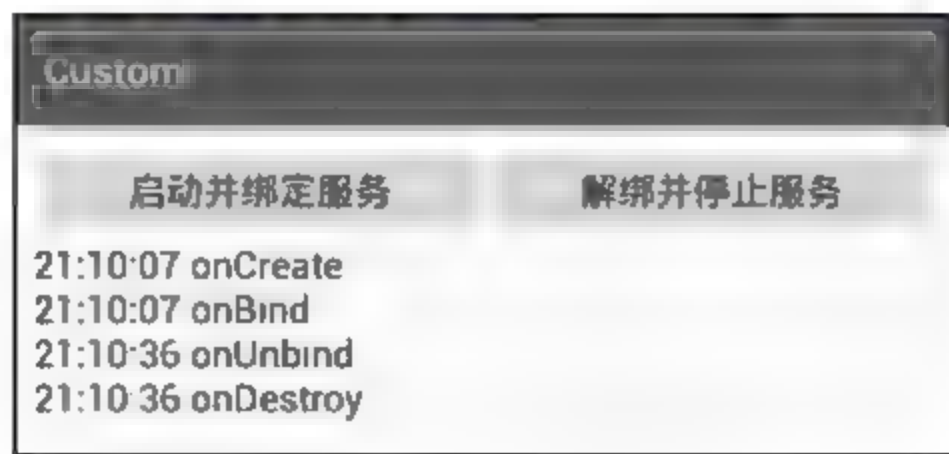 Custom
启动并绑定服务 解绑并停止服务
21:10:07 onCreate
21:10:07 onBind
21:10:36 onUnbind
21:10:36 onDestroy